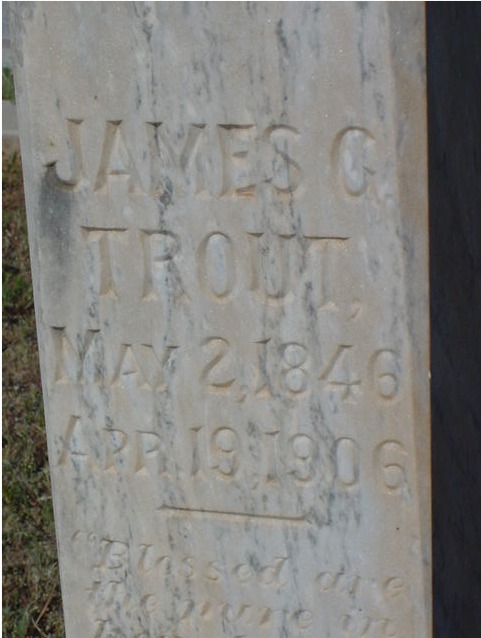 JAMES C.
TROUT,
MAY 2, 1846
APR. 19, 1906
"Blessed are
the pure in